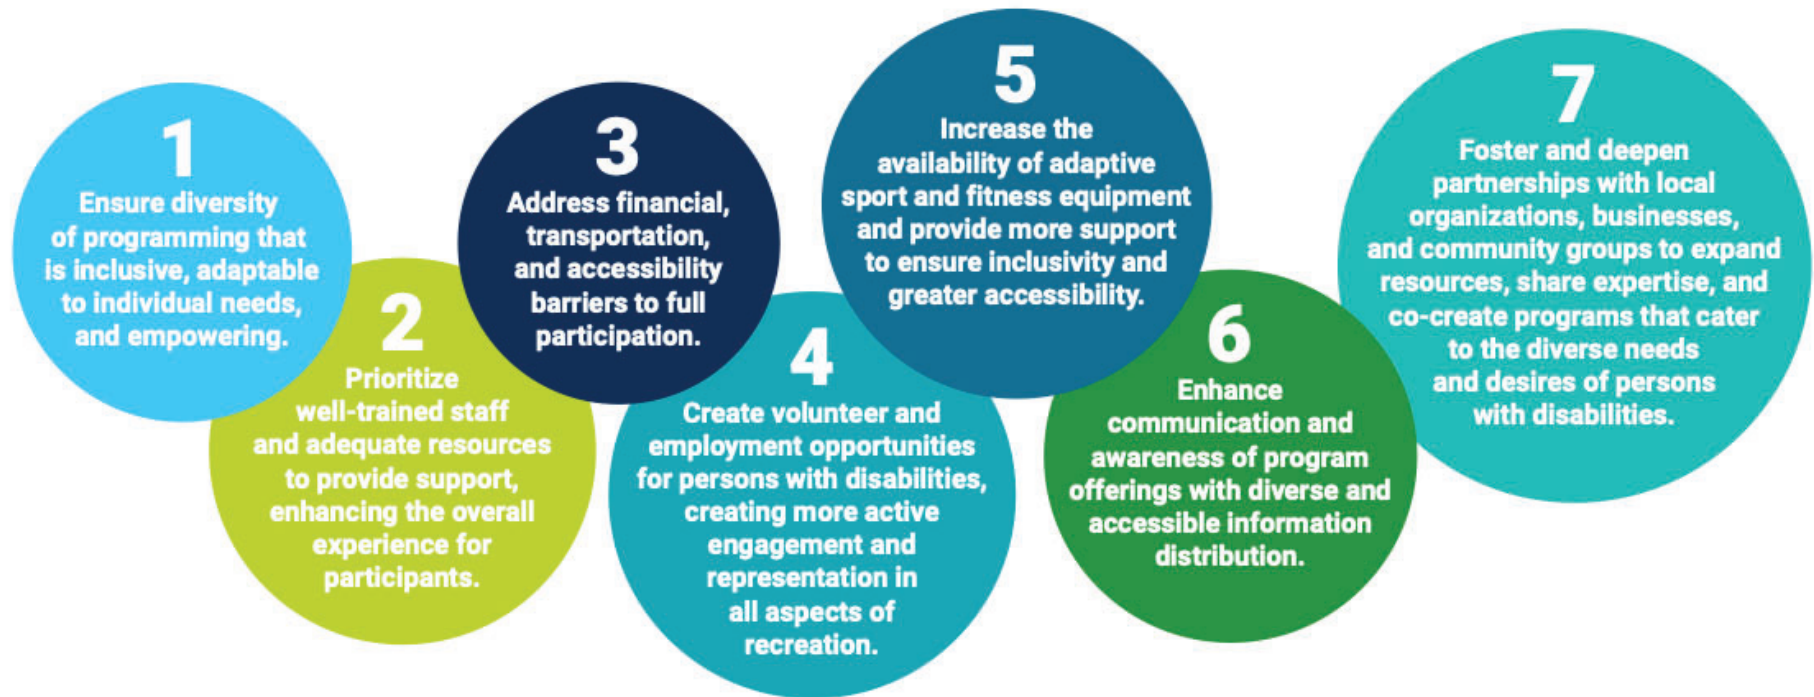 1
Ensure diversity
of programming that
is inclusive, adaptable
to individual needs,
and empowering.
2
Prioritize
well-trained staff
and adequate resources
to provide support,
enhancing the overall
experience for
participants.
3
Address financial,
transportation,
and accessibility
barriers to full
participation.
4
Create volunteer and
employment opportunities
for persons with disabilities,
creating more active
engagement and
representation in
all aspects of
recreation.
5
Increase the
availability of adaptive
sport and fitness equipment
and provide more support
to ensure inclusivity and
greater accessibility.
6
Enhance
communication and
awareness of program
offerings with diverse and
accessible information
distribution.
7
Foster and deepen
partnerships with local
organizations, businesses,
and community groups to expand
resources, share expertise, and
co-create programs that cater
to the diverse needs
and desires of persons
with disabilities.